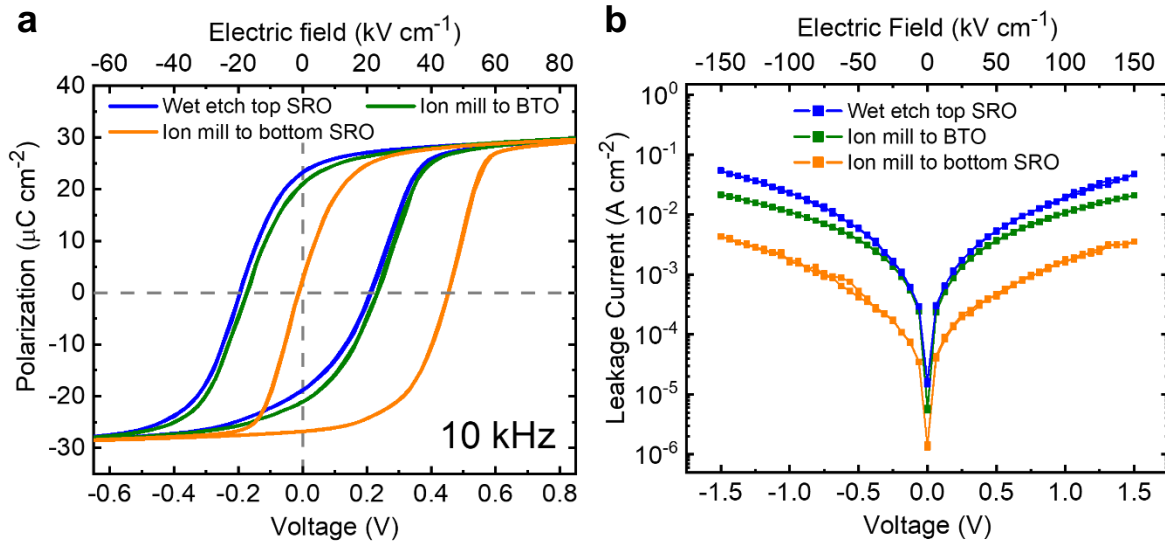 a
Electric field (kV cm⁻¹)
-60 -40 -20 0 20 40 60 80
Wet etch top SRO Ion mill to BTO
Ion mill to bottom SRO
Polarization (μC cm⁻²)
40
30
20
10
0
-10
-20
-30
10 kHz
-0.6 -0.4 -0.2 0.0 0.2 0.4 0.6 0.8
Voltage (V)
b
Electric Field (kV cm⁻¹)
-150 -100 -50 0 50 100 150
Wet etch top SRO
Ion mill to BTO
Ion mill to bottom SRO
Leakage Current (A cm⁻²)
10⁰
10⁻¹
10⁻²
10⁻³
10⁻⁴
10⁻⁵
10⁻⁶
-1.5 -1.0 -0.5 0.0 0.5 1.0 1.5
Voltage (V)